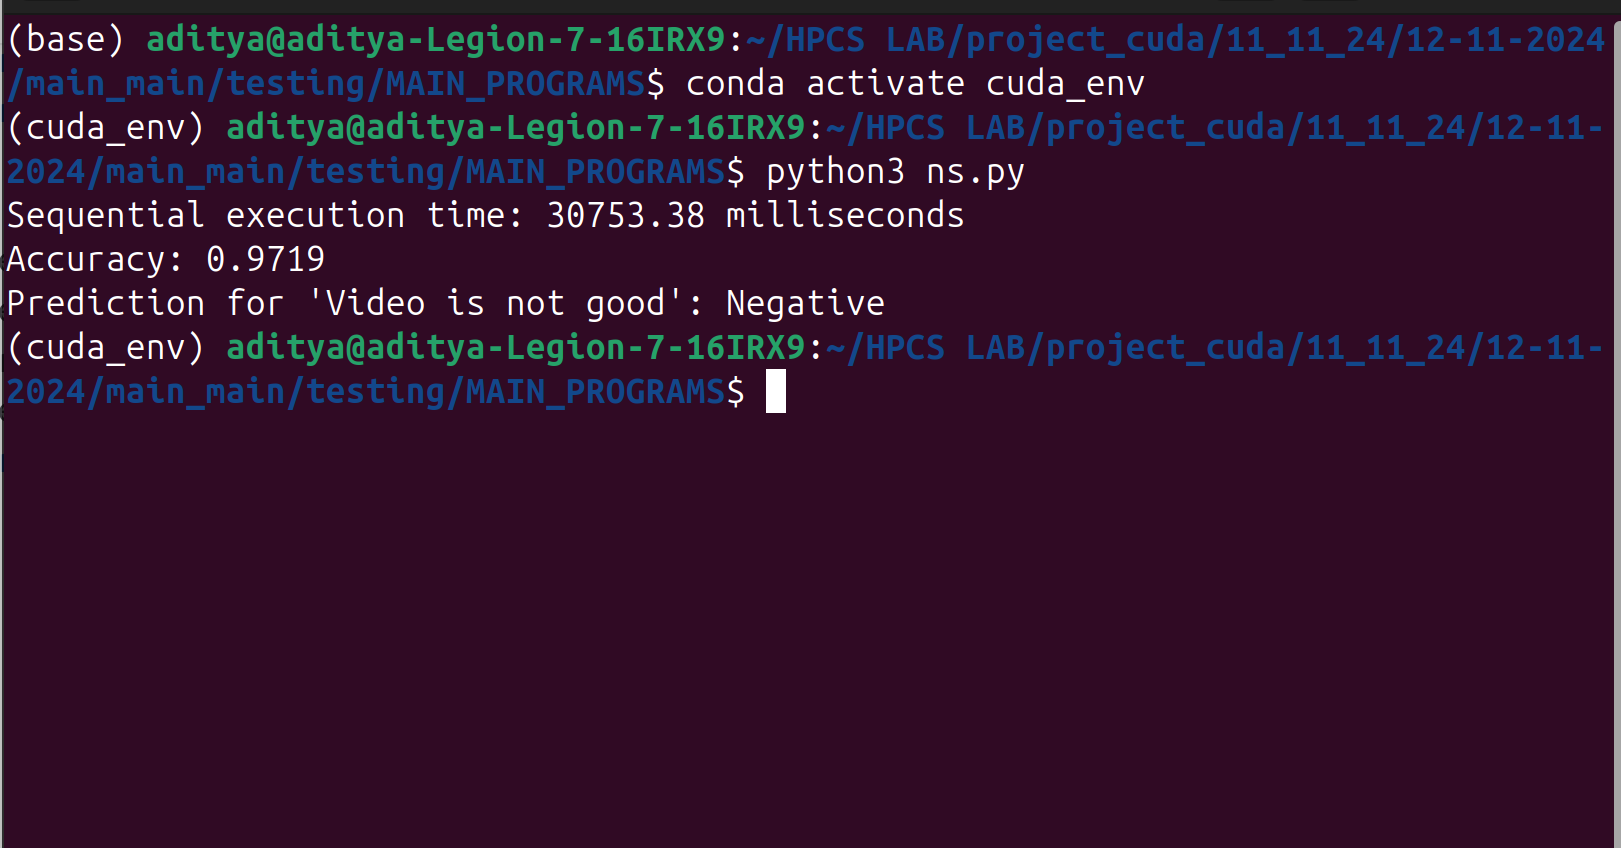 (base) aditya@aditya-Legion-7-16IRX9:~/HPCS LAB/project_cuda/11_11_24/12-11-2024
/main_main/testing/MAIN_PROGRAMS$ conda activate cuda_env
(cuda_env) aditya@aditya-Legion-7-16IRX9:~/HPCS LAB/project_cuda/11_11_24/12-11-
2024/main_main/testing/MAIN_PROGRAMS$ python3 ns.py
Sequential execution time: 30753.38 milliseconds
Accuracy: 0.9719
Prediction for 'Video is not good': Negative
(cuda_env) aditya@aditya-Legion-7-16IRX9:~/HPCS LAB/project_cuda/11_11_24/12-11-
2024/main_main/testing/MAIN_PROGRAMS$